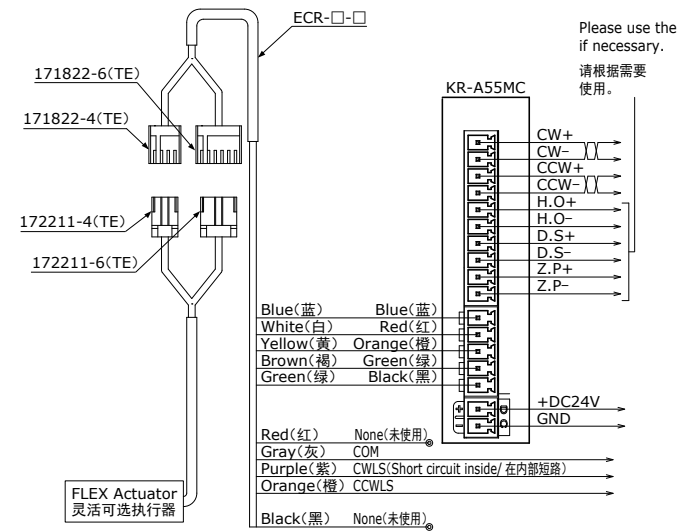 ECR-□-□
Please use the
if necessary.
请根据需要
使用。
171822-6(TE)
171822-4(TE)
KR-A55MC
CW+
CW-
CCW+
CCW-
H.O+
H.O-
D.S+
D.S-
Z.P+
Z.P-
172211-4(TE)
172211-6(TE)
Blue(蓝) Blue(蓝)
White(白) Red(红)
Yellow(黄) Orange(橙)
Brown(褐) Green(绿)
Green(绿) Black(黑)
+DC24V
GND
Red(红) None(未使用)
Gray(灰) COM
Purple(紫) CWLS(Short circuit inside/ 在内部短路)
Orange(橙) CCWLS
FLEX Actuator
灵活可选执行器
Black(黑) None(未使用)